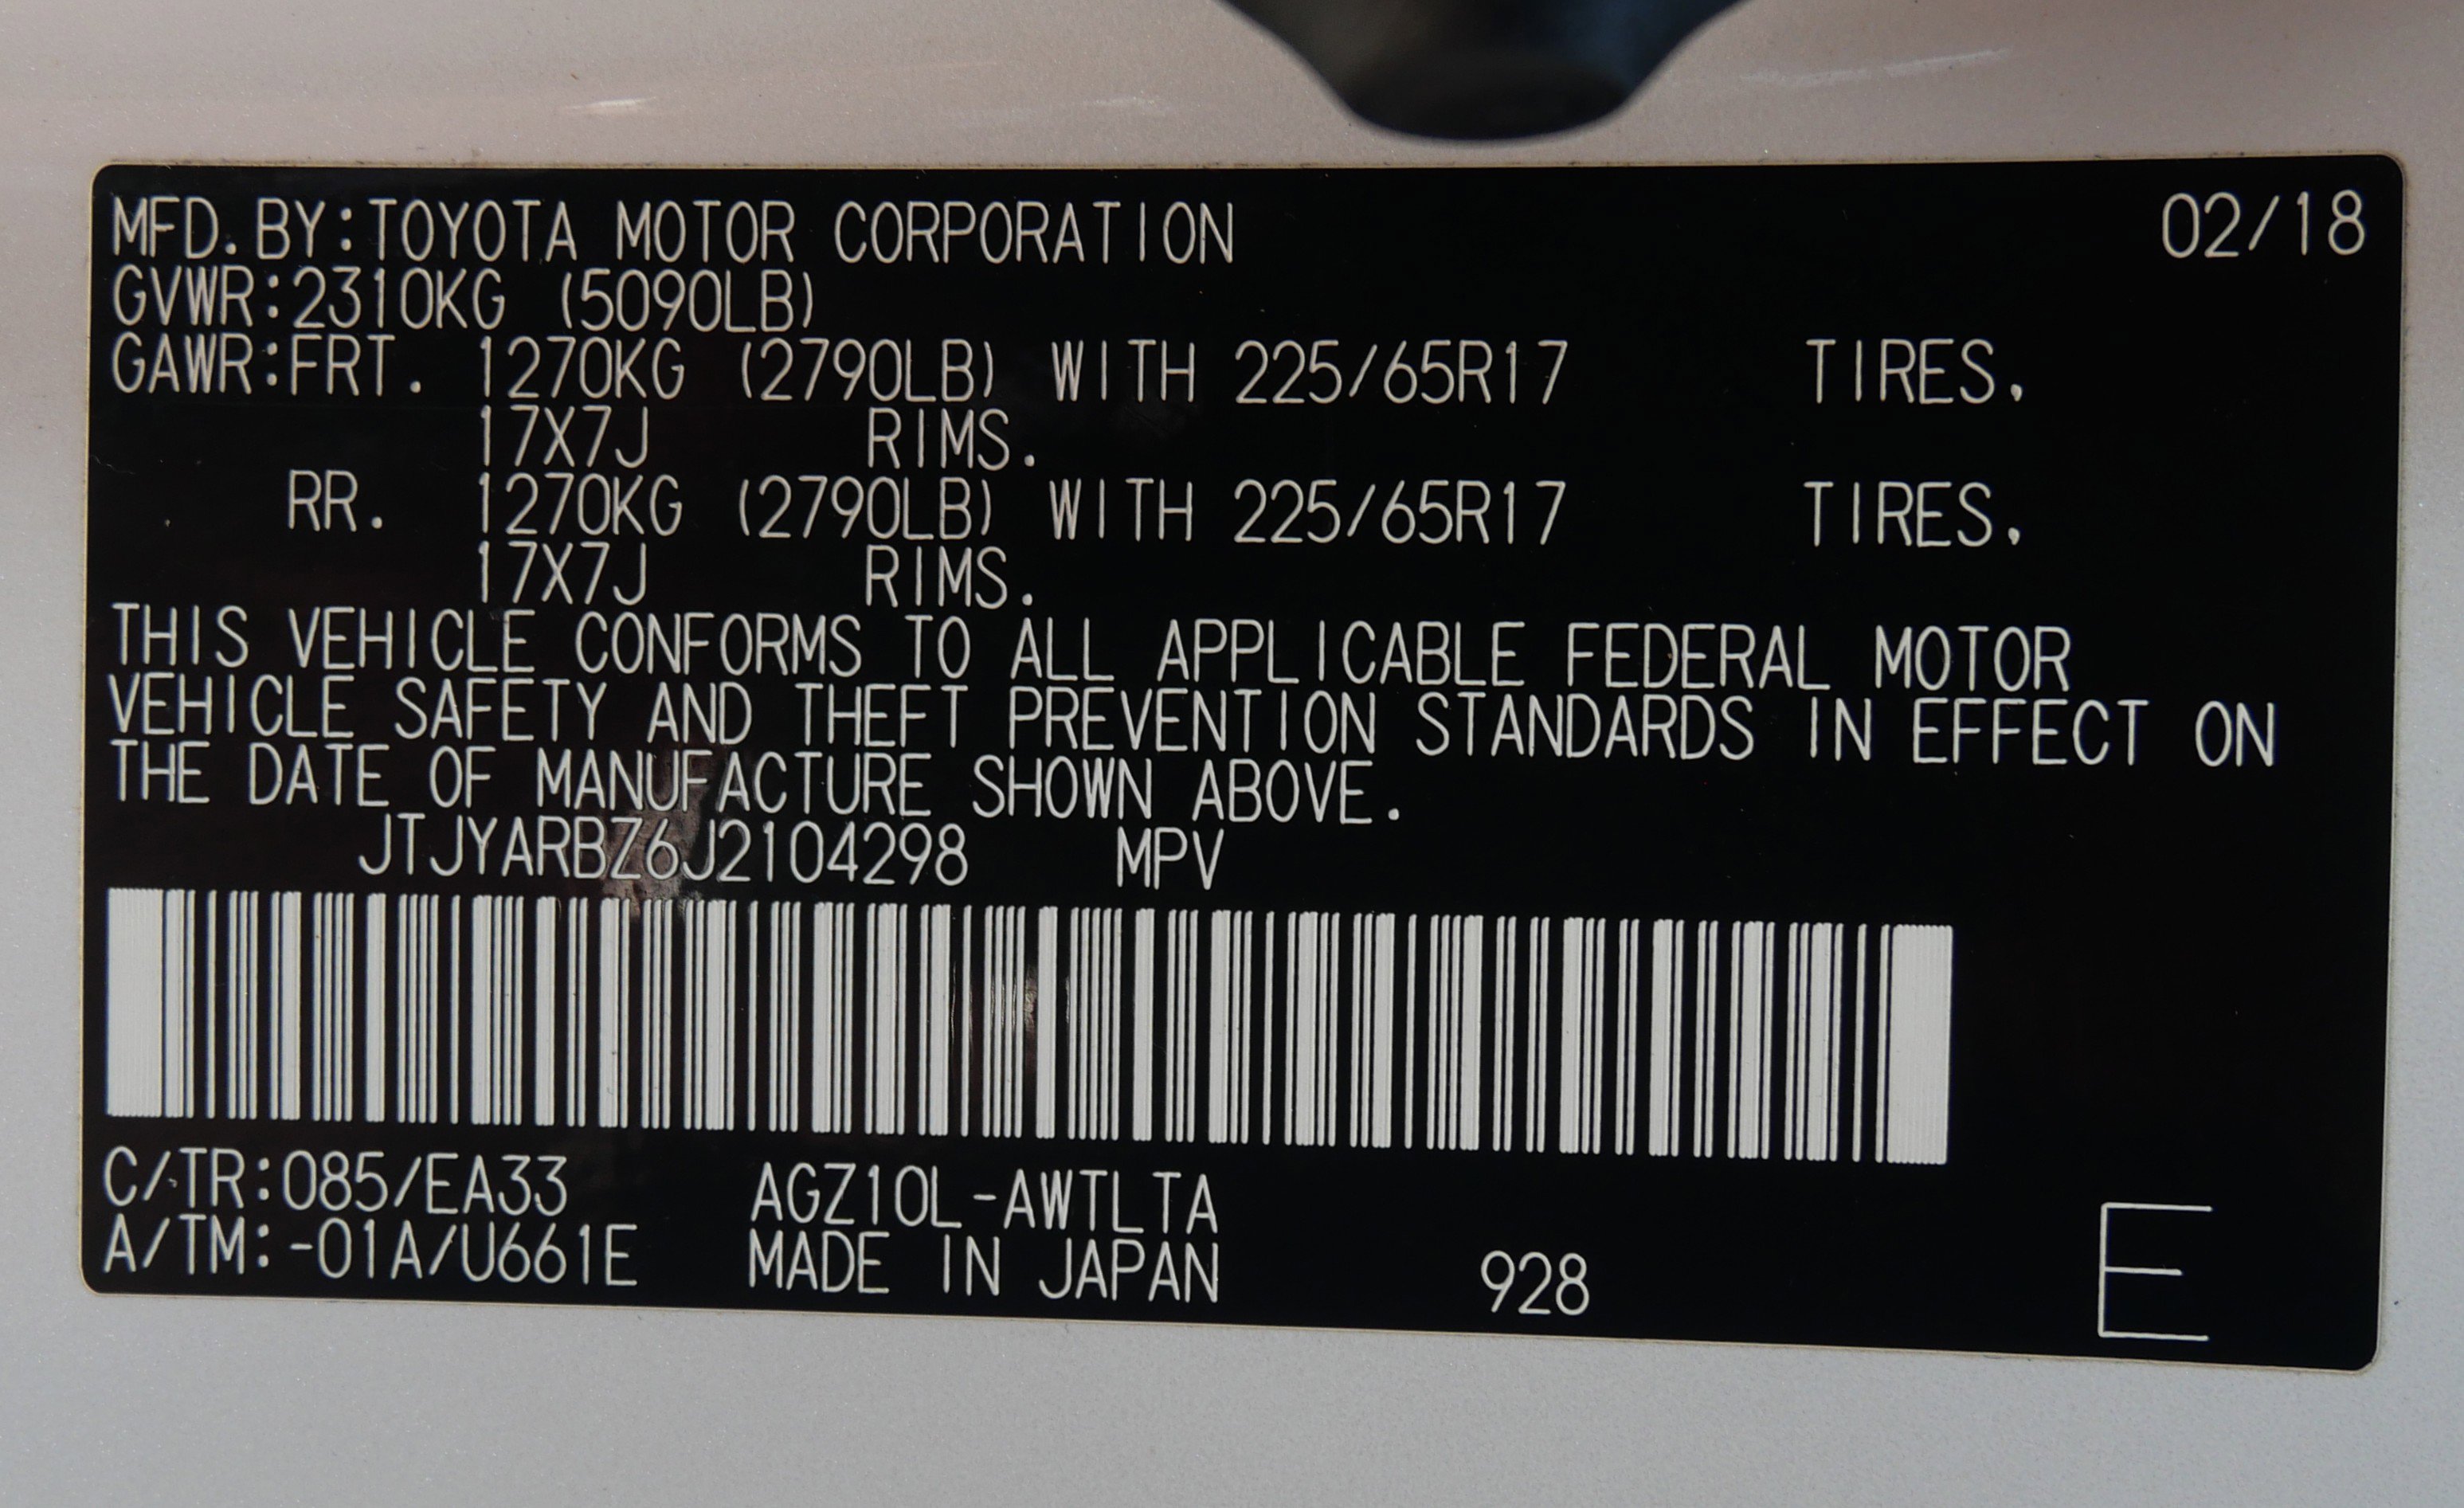 MFD.BY:TOYOTA MOTOR CORPORATION 02/18
GVWR:2310KG (5090LB)
GAWR:FRT. 1270KG (2790LB) WITH 225/65R17 TIRES.
17X7J RIMS.
RR. 1270KG (2790LB) WITH 225/65R17 TIRES.
17X7J RIMS.
THIS VEHICLE CONFORMS TO ALL APPLICABLE FEDERAL MOTOR
VEHICLE SAFETY AND THEFT PREVENTION STANDARDS IN EFFECT ON
THE DATE OF MANUFACTURE SHOWN ABOVE.
JTJYARBZ6J2104298 MPV
C/TR:085/EA33 AGZ10L-AWTLTA
A/TM:-01A/U661E MADE IN JAPAN 928 E